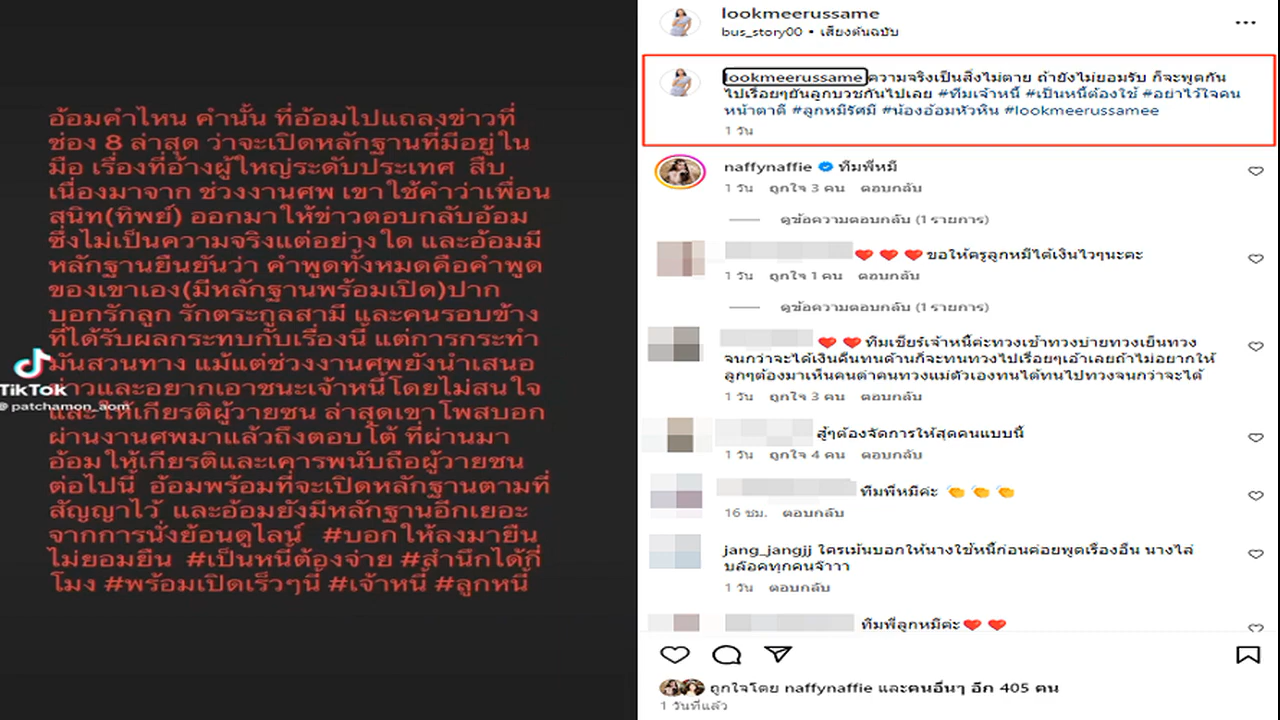 อ้อมคำไหน คำนั้น ที่อ้อมไปแถลงข่าวที่
ช่อง 8 ล่าสุด ว่าจะเปิดหลักฐานที่มีอยู่ใน
มือ เรื่องที่อ้างผู้ใหญ่ระดับประเทศ สืบ
เนื่องมาจาก ช่วงงานศพ เขาใช้คำว่าเพื่อน
สนิท(ทิพย์) ออกมาให้ข่าวตอบกลับอ้อม
ซึ่งไม่เป็นความจริงแต่อย่างใด และอ้อมมี
หลักฐานยืนยันว่า คำพูดทั้งหมดคือคำพูด
ของเขาเอง(มีหลักฐานพร้อมเปิด)ปาก
บอกรักลูก รักตระกูลสามี และคนรอบข้าง
ที่ได้รับผลกระทบกับเรื่องนี้ แต่การกระทำ
มันสวนทาง แม้แต่ช่วงงานศพยังนำเสนอ
ข่าวและอยากเอาชนะเจ้าหนี้โดยไม่สนใจ
และให้เกียรติผู้วายชน ล่าสุดเขาโพสบอก
ผ่านงานศพมาแล้วถึงตอบโต้ ที่ผ่านมา
อ้อมให้เกียรติและเคารพนับถือผู้วายชน
ต่อไปนี้ อ้อมพร้อมที่จะเปิดหลักฐานตามที่
สัญญาไว้ และอ้อมยังมีหลักฐานอีกเยอะ
จากการนั่งย้อนดูไลน์ #บอกให้ลงมายืน
ไม่ยอมยืน #เป็นหนี้ต้องจ่าย #สำนึกได้กี่
โมง #พร้อมเปิดเร็วๆนี้ #เจ้าหนี้ #ลูกหนี้
TikTok
@patchamon_aom
lookmeerussame
bus_story00 • เสียงต้นฉบับ
lookmeerussame ความจริงเป็นสิ่งไม่ตาย ถ้ายังไม่ยอมรับ ก็จะพูดกัน
ไปเรื่อยๆยันลูกบวชกันไปเลย #ทีมเจ้าหนี้ #เป็นหนี้ต้องใช้ #อย่าไว้ใจคน
หน้าตาดี #ลูกหมีรัศมี #น้องอ้อมหัวหิน #lookmeerussamee
1 วัน
naffynaffie ทีมพี่หมี
1 วัน ถูกใจ 3 คน ตอบกลับ
ดูข้อความตอบกลับ (1 รายการ)
❤️ ❤️ ❤️ ขอให้ครูลูกหมีได้เงินไวๆนะคะ
1 วัน ถูกใจ 1 คน ตอบกลับ
ดูข้อความตอบกลับ (1 รายการ)
❤️ ❤️ ทีมเชียร์เจ้าหนี้ค่ะทวงเช้าทวงบ่ายทวงเย็นทวง
จนกว่าจะได้เงินคืนทนด้านก็จะทนทวงไปเรื่อยๆเอ้าเลยถ้าไม่อยากให้
ลูกๆต้องมาเห็นคนด่าคนทวงแม่ตัวเองทนได้ทนไปทวงจนกว่าจะได้
1 วัน ถูกใจ 3 คน ตอบกลับ
สู้ๆต้องจัดการให้สุดคนแบบนี้
1 วัน ถูกใจ 4 คน ตอบกลับ
ทีมพี่หมีค่ะ 👏 👏 👏
16 ชม. ตอบกลับ
jang_jangjj ใครเม้นบอกให้นางใช้หนี้ก่อนค่อยพูดเรื่องอื่น นางไล่
บล๊อคทุกคนจ้าาา
1 วัน ตอบกลับ
ทีมพี่ลูกหมีค่ะ❤️ ❤️
ถูกใจโดย naffynaffie และคนอื่นๆ อีก 405 คน
1 วันที่แล้ว